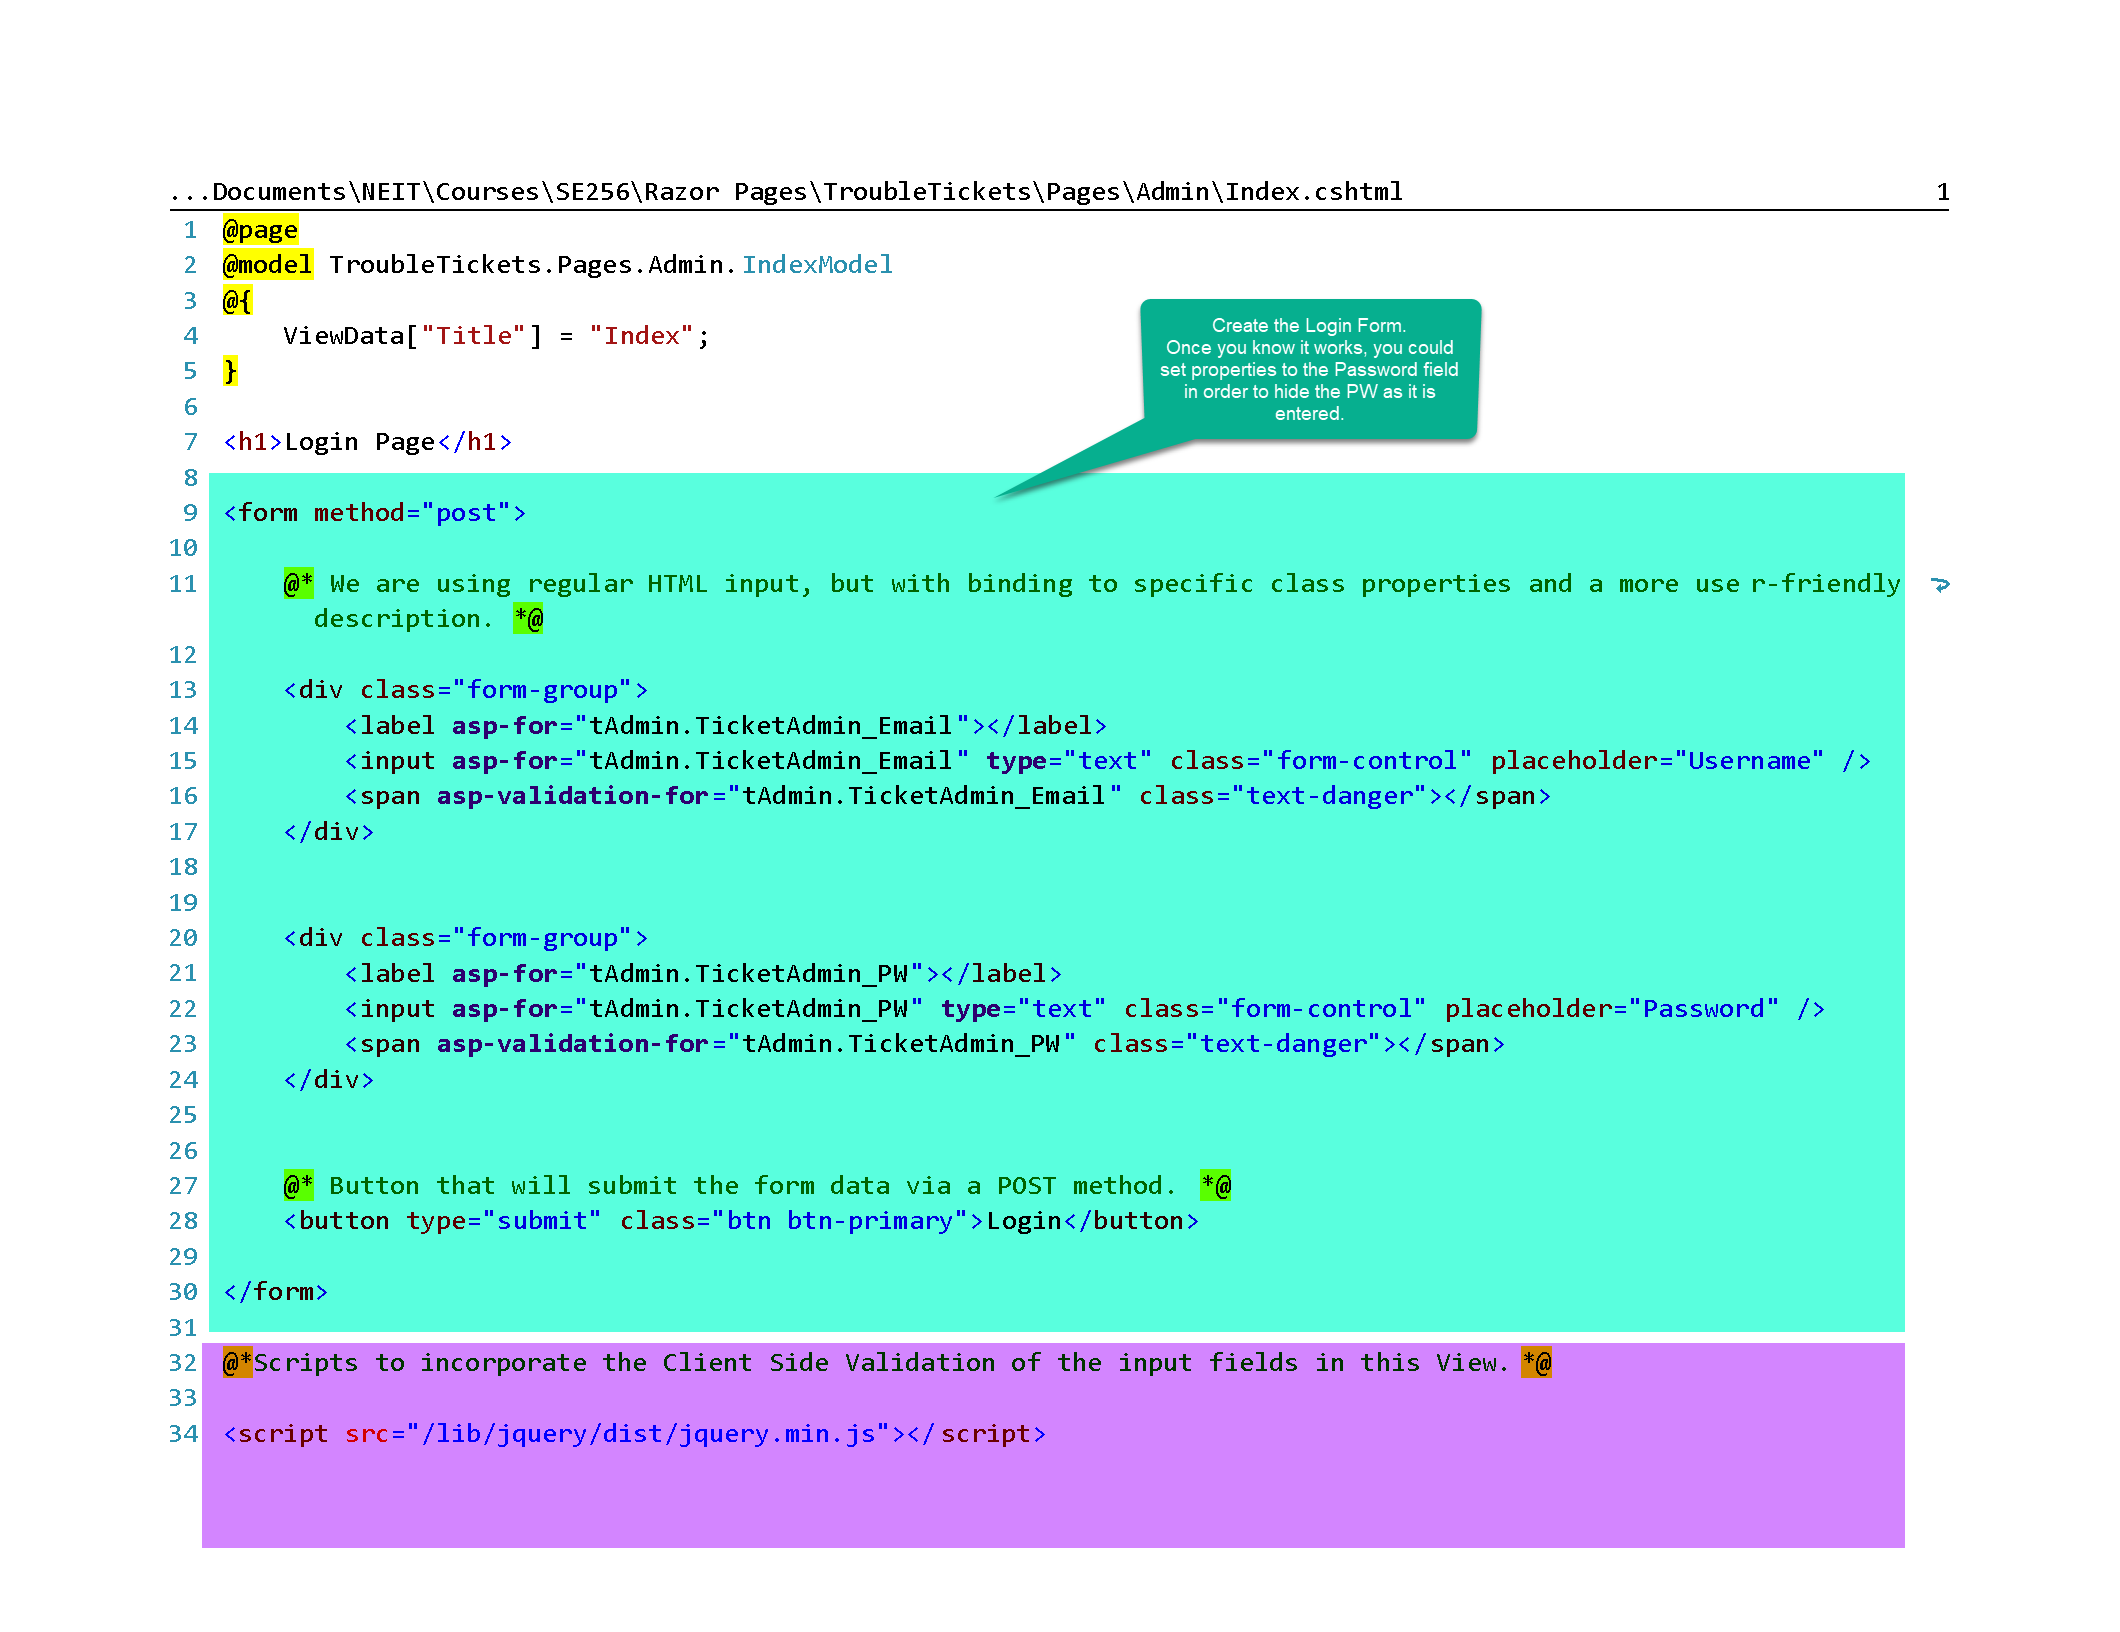 ...Documents\NEIT\Courses\SE256\Razor Pages\TroubleTickets\Pages\Admin\Index.cshtml 1
1 @page
2 @model TroubleTickets.Pages.Admin.IndexModel
3 @{
4     ViewData["Title"] = "Index";
5 }
6
7 <h1>Login Page</h1>
Create the Login Form.
Once you know it works, you could
set properties to the Password field
in order to hide the PW as it is
entered.
8
9 <form method="post">
10
11     @* We are using regular HTML input, but with binding to specific class properties and a more user-friendly
description. *@
12
13     <div class="form-group">
14         <label asp-for="tAdmin.TicketAdmin_Email"></label>
15         <input asp-for="tAdmin.TicketAdmin_Email" type="text" class="form-control" placeholder="Username" />
16         <span asp-validation-for="tAdmin.TicketAdmin_Email" class="text-danger"></span>
17     </div>
18
19
20     <div class="form-group">
21         <label asp-for="tAdmin.TicketAdmin_PW"></label>
22         <input asp-for="tAdmin.TicketAdmin_PW" type="text" class="form-control" placeholder="Password" />
23         <span asp-validation-for="tAdmin.TicketAdmin_PW" class="text-danger"></span>
24     </div>
25
26
27     @* Button that will submit the form data via a POST method. *@
28     <button type="submit" class="btn btn-primary">Login</button>
29
30 </form>
31
32 @*Scripts to incorporate the Client Side Validation of the input fields in this View. *@
33
34 <script src="/lib/jquery/dist/jquery.min.js"></script>